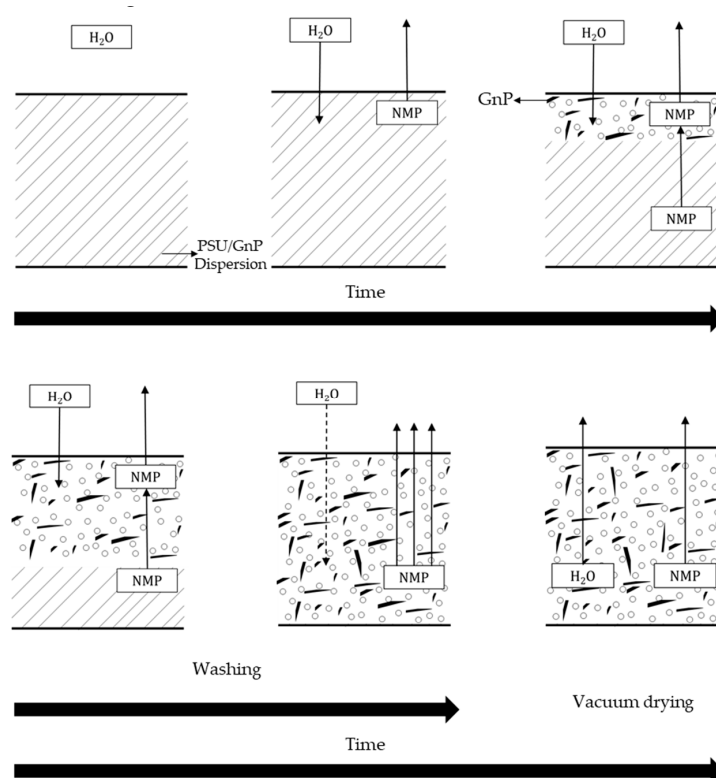 H₂O
H₂O
NMP
H₂O
GnP
NMP
NMP
PSU/GnP
Dispersion
Time
H₂O
NMP
NMP
H₂O
NMP
H₂O
NMP
Washing
Vacuum drying
Time